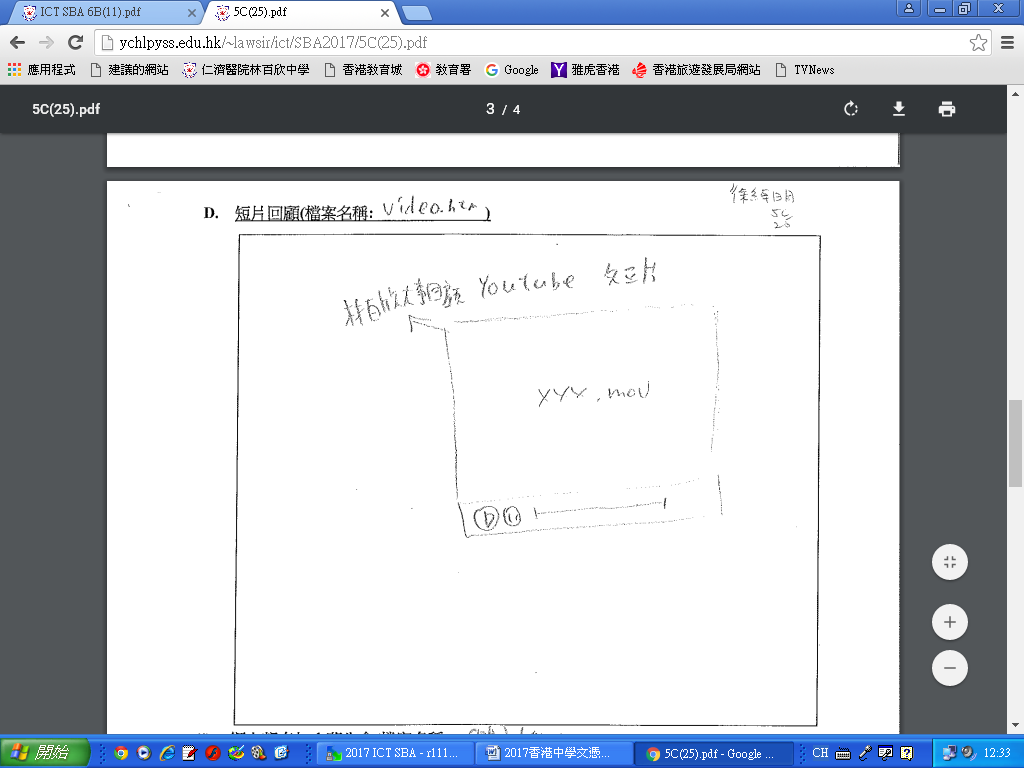 ICT SBA 6B(11).pdf
5C(25).pdf
ychlpyss.edu.hk/~lawsir/ict/SBA2017/5C(25).pdf
應用程式 建議的網站 仁濟醫院林百欣中學 香港教育城 教育署 Google 雅虎香港 香港旅遊發展局網站 TVNews
5C(25).pdf 3 / 4
5C
25
D. 短片回顧(檔案名稱: video.htm )
Youtube 短片
XYX.mov
開始 2017 ICT SBA - r111... 2017香港中學文憑... 5C(25).pdf - Google ... CH 12:33